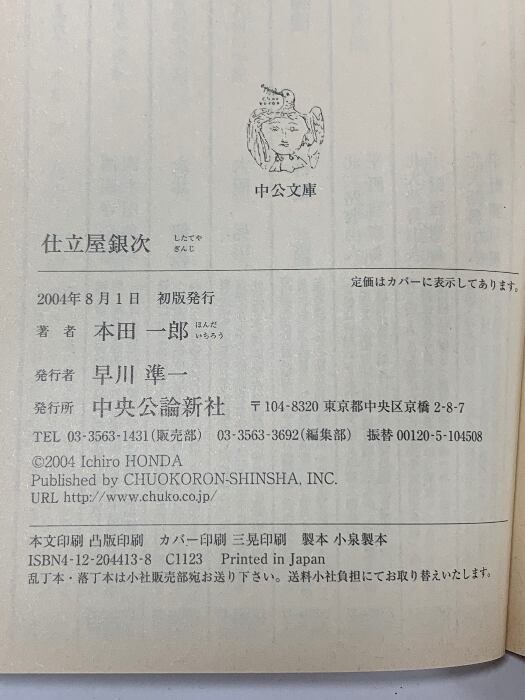 中公文庫
仕立屋銀次 したてや ぎんじ
定価はカバーに表示してあります。
2004年8月1日 初版発行
著者 本田 一郎 ほんだ いちろう
発行者 早川 準一
発行所 中央公論新社 〒104-8320 東京都中央区京橋 2-8-7
TEL 03-3563-1431(販売部) 03-3563-3692(編集部) 振替 00120-5-104508
©2004 Ichiro HONDA
Published by CHUOKORON-SHINSHA, INC.
URL http://www.chuko.co.jp/
本文印刷 凸版印刷 カバー印刷 三晃印刷 製本 小泉製本
ISBN4-12-204413-8 C1123 Printed in Japan
乱丁本・落丁本は小社販売部宛お送り下さい。送料小社負担にてお取り替えいたします。